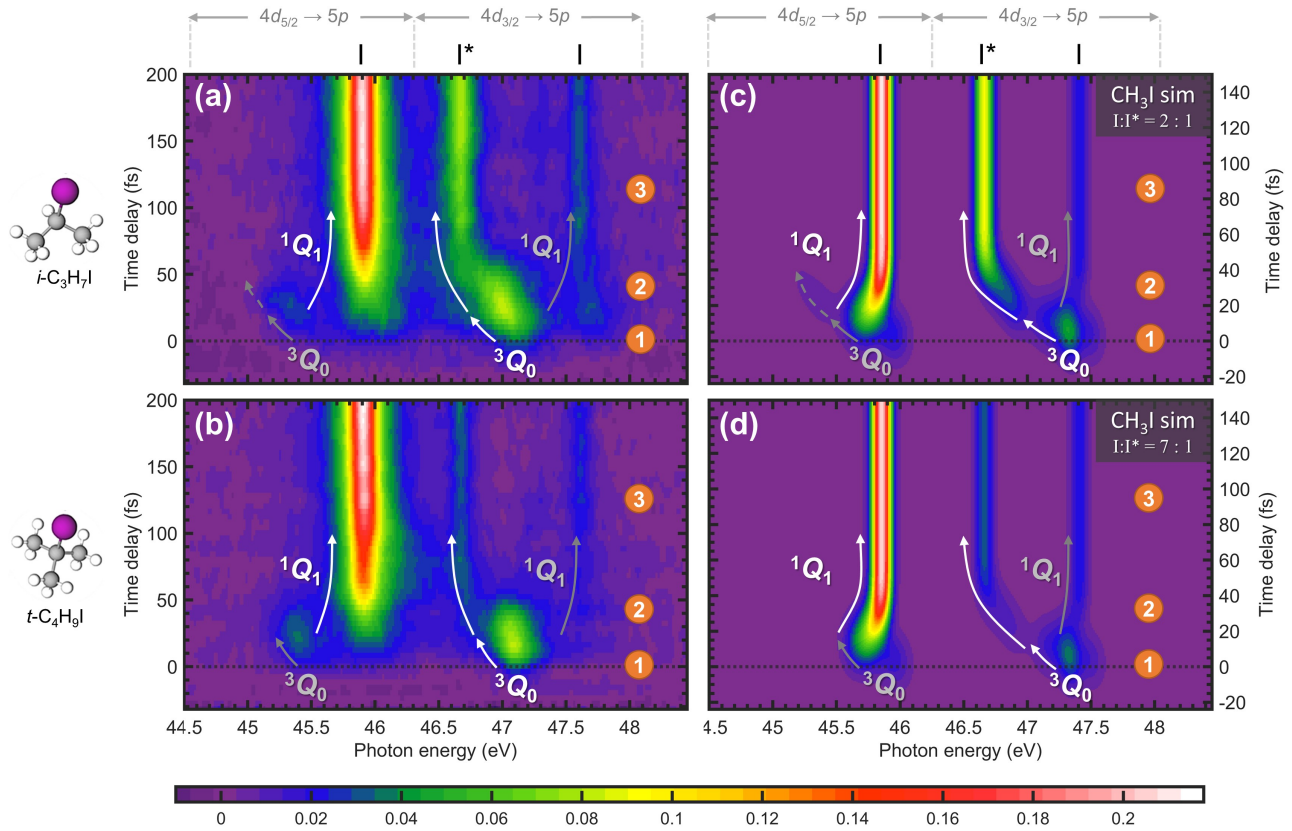 4d5/2 → 5p 4d3/2 → 5p 4d5/2 → 5p 4d3/2 → 5p
* *
(a) (c)
CH3I sim
I:I* = 2 : 1
200
150
100
50
0
140
120
100
80
60
40
20
0
-20
Time delay (fs)
Time delay (fs)
1Q1 1Q1 3Q0 3Q0
1Q1 1Q1 3Q0 3Q0
3
2
1
3
2
1
i-C3H7I
(b) (d)
CH3I sim
I:I* = 7 : 1
200
150
100
50
0
140
120
100
80
60
40
20
0
-20
Time delay (fs)
Time delay (fs)
1Q1 1Q1 3Q0 3Q0
1Q1 1Q1 3Q0 3Q0
3
2
1
3
2
1
t-C4H9I
44.5 45 45.5 46 46.5 47 47.5 48
4.5 45 45.5 46 46.5 47 47.5 48
Photon energy (eV) Photon energy (eV)
0 0.02 0.04 0.06 0.08 0.1 0.12 0.14 0.16 0.18 0.2